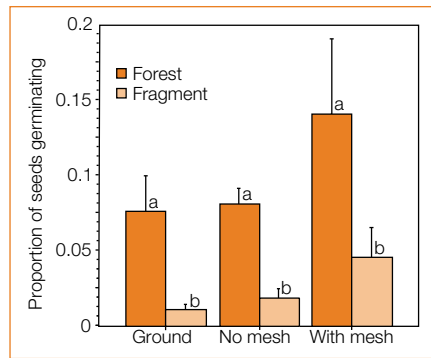 Proportion of seeds germinating
0.2
0.15
0.1
0.05
0
Forest
Fragment
a
b
a
b
a
b
Ground No mesh With mesh